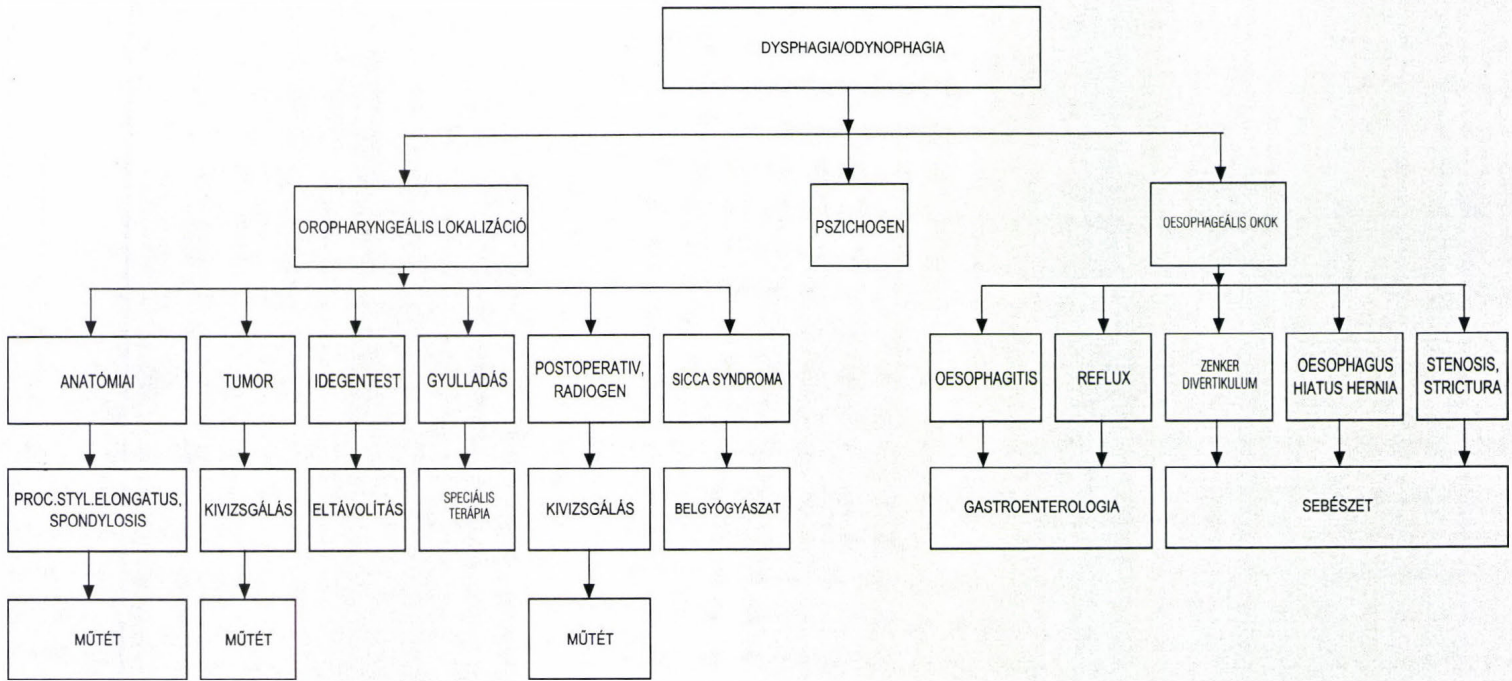 DYSPHAGIA/ODYNOPHAGIA
OROPHARYNGEÁLIS LOKALIZÁCIÓ
PSZICHOGEN
OESOPHAGEÁLIS OKOK
ANATÓMIAI
TUMOR
IDEGENTEST
GYULLADÁS
POSTOPERATIV,
RADIOGEN
SICCA SYNDROMA
OESOPHAGITIS
REFLUX
ZENKER
DIVERTIKULUM
OESOPHAGUS
HIATUS HERNIA
STENOSIS,
STRICTURA
PROC.STYL.ELONGATUS,
SPONDYLOSIS
KIVIZSGÁLÁS
ELTÁVOLÍTÁS
SPECIÁLIS
TERÁPIA
KIVIZSGÁLÁS
BELGYÓGYÁSZAT
GASTROENTEROLOGIA
SEBÉSZET
MŰTÉT
MŰTÉT
MŰTÉT